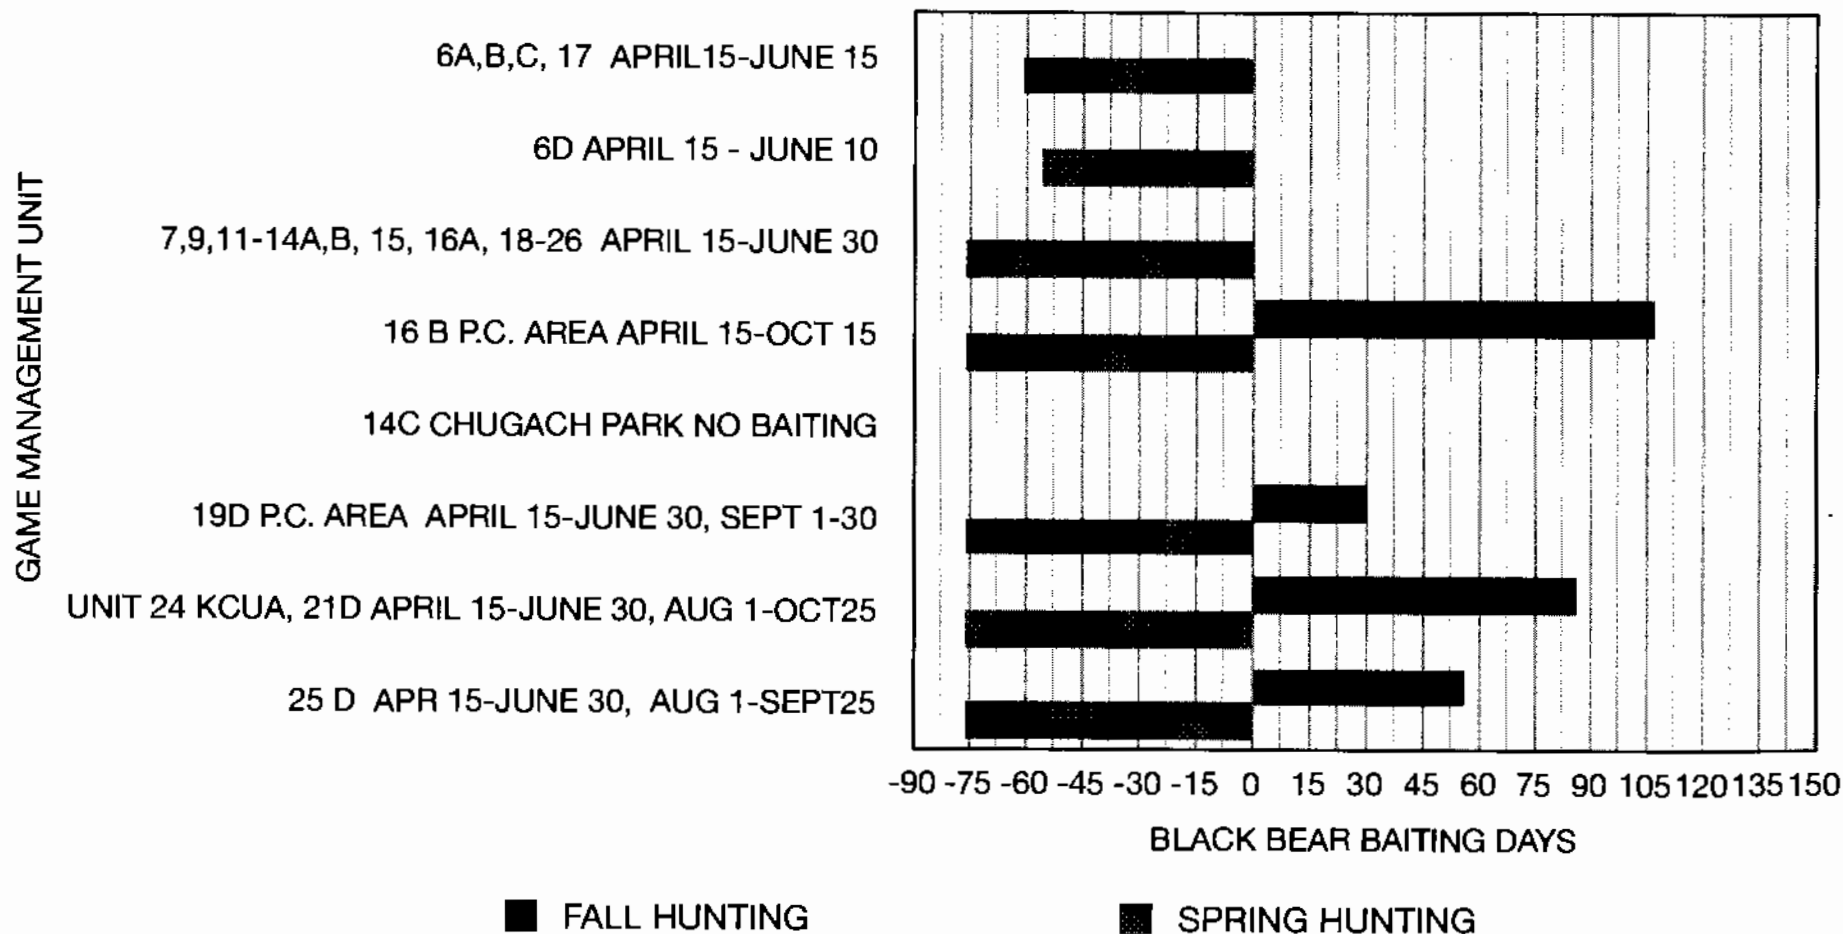 GAME MANAGEMENT UNIT
6A,B,C, 17 APRIL15-JUNE 15
6D APRIL 15 - JUNE 10
7,9,11-14A,B, 15, 16A, 18-26 APRIL 15-JUNE 30
16 B P.C. AREA APRIL 15-OCT 15
14C CHUGACH PARK NO BAITING
19D P.C. AREA APRIL 15-JUNE 30, SEPT 1-30
UNIT 24 KCUA, 21D APRIL 15-JUNE 30, AUG 1-OCT25
25 D APR 15-JUNE 30, AUG 1-SEPT25
-90 -75 -60 -45 -30 -15 0 15 30 45 60 75 90 105 120 135 150
BLACK BEAR BAITING DAYS
FALL HUNTING SPRING HUNTING